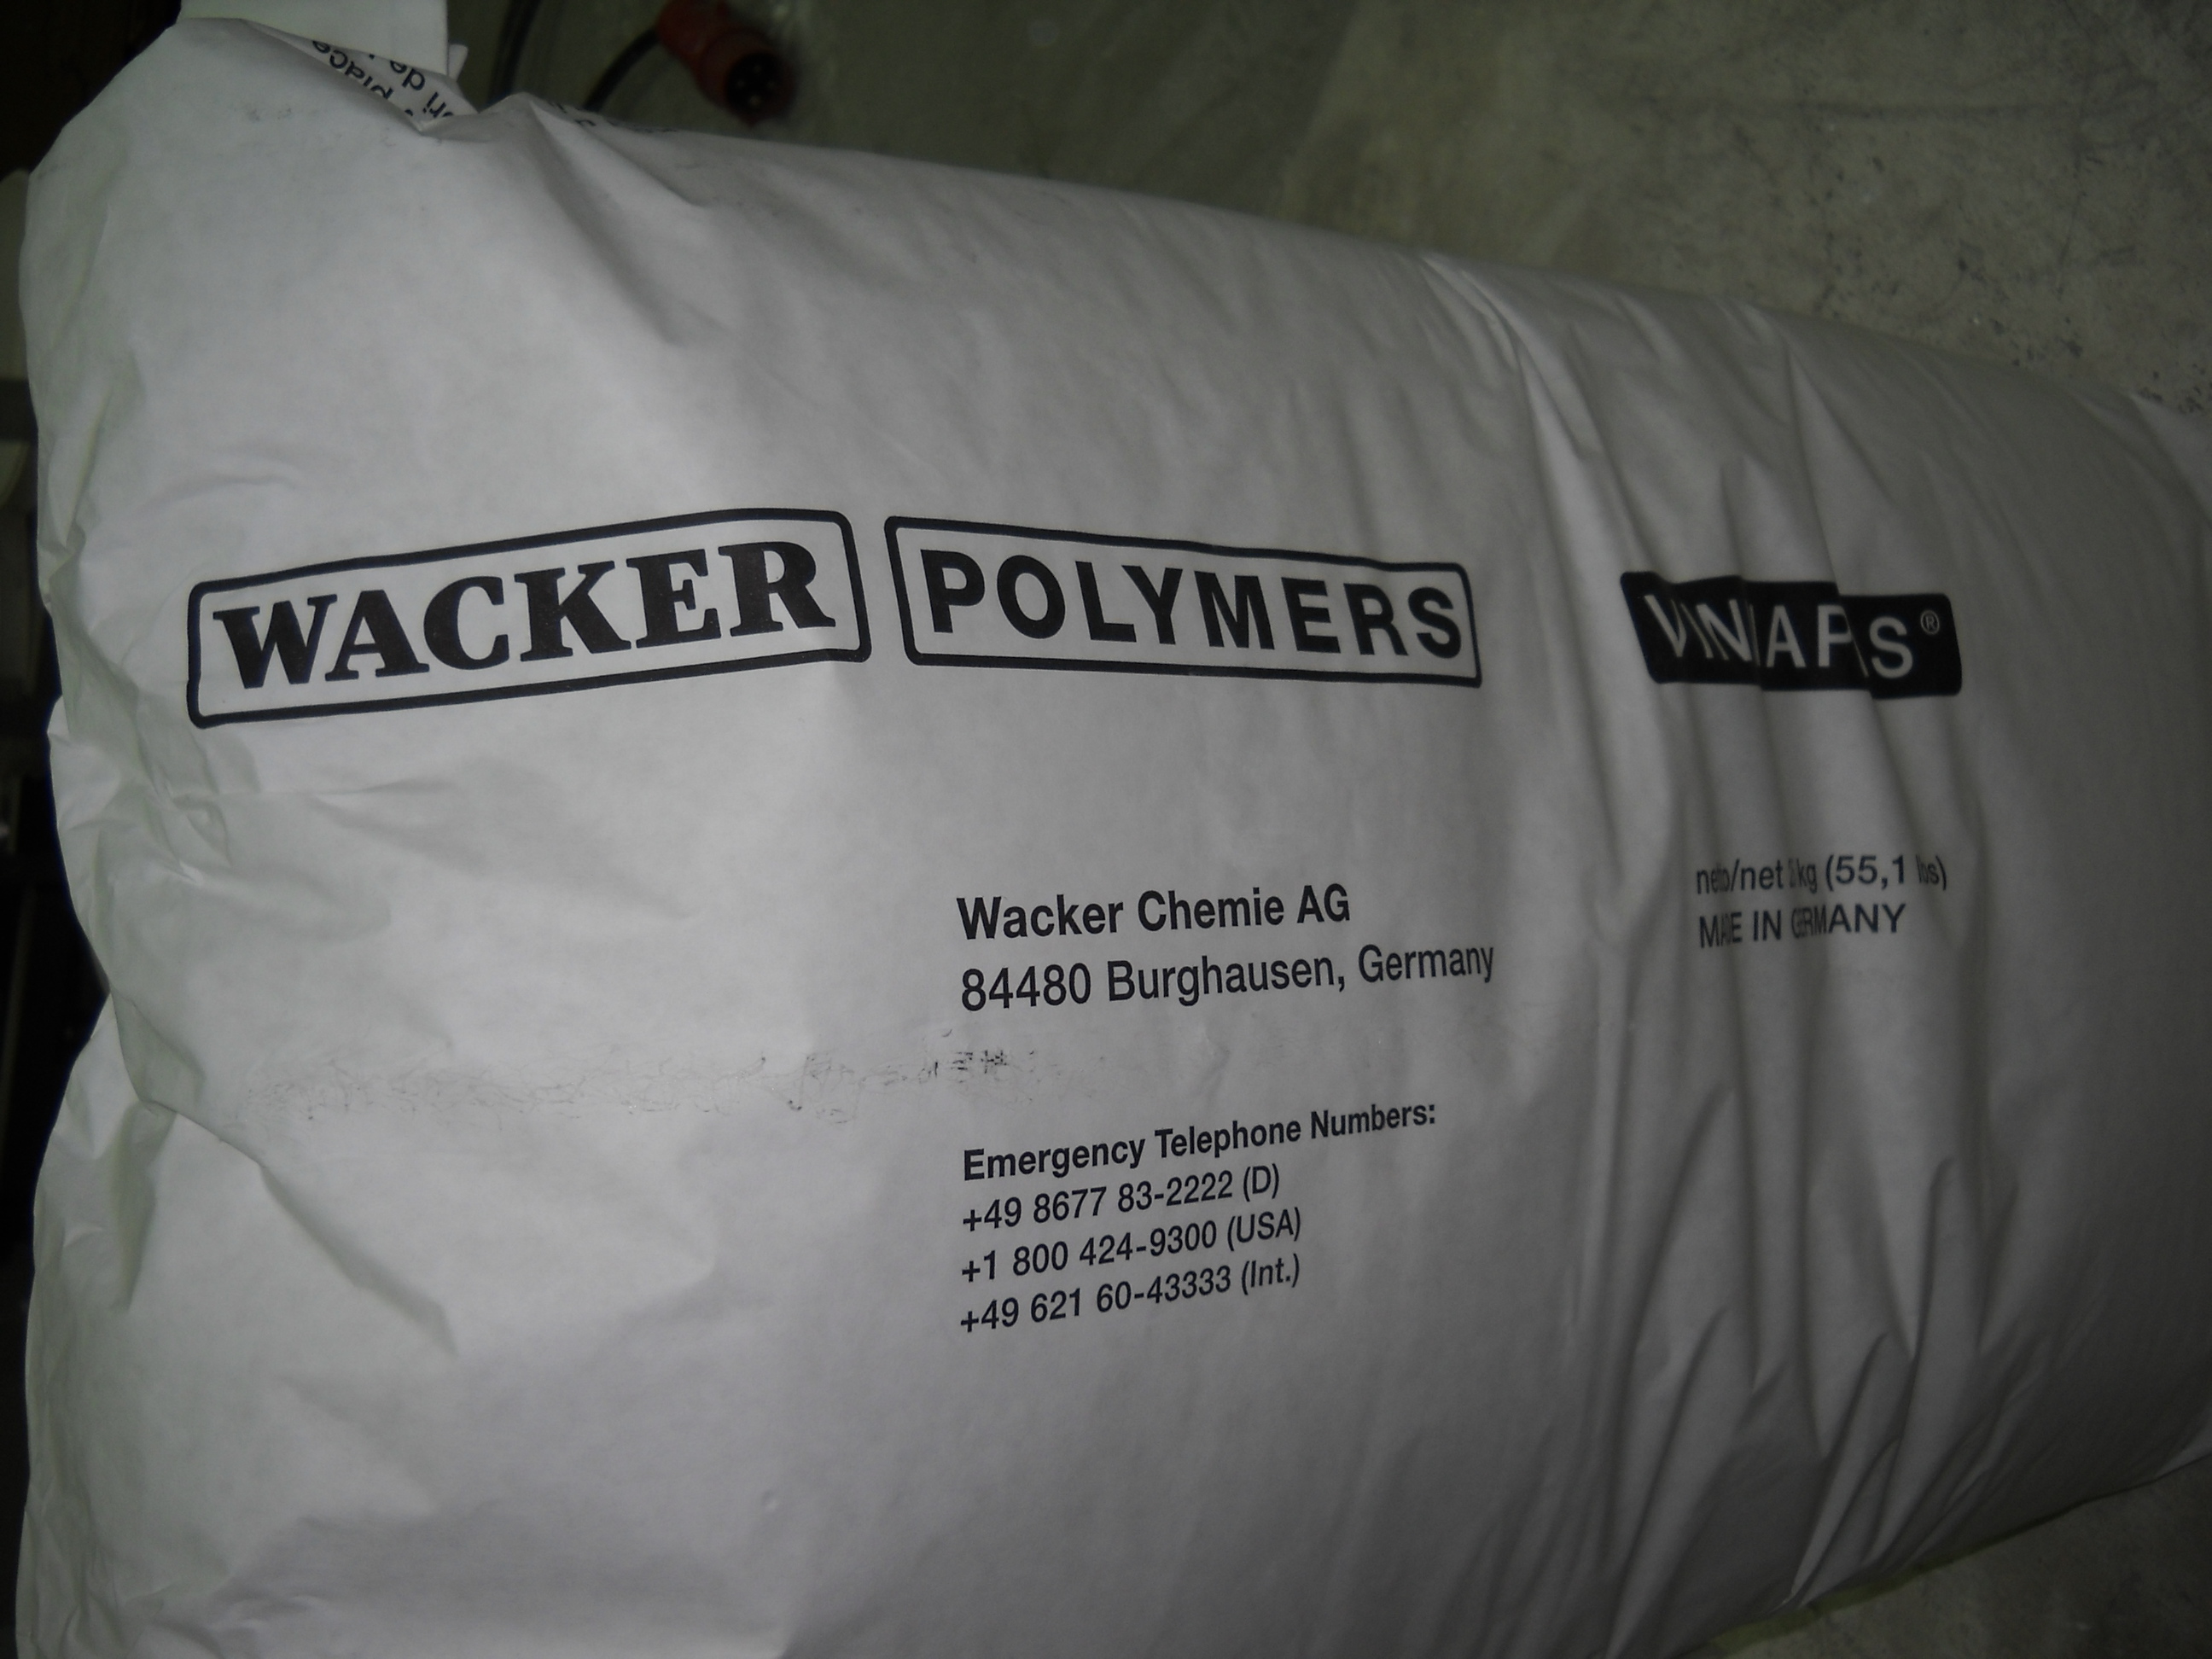 WACKER POLYMERS
VINNAPAS®
Wacker Chemie AG
84480 Burghausen, Germany
netto/net kg (55,1 lbs)
MADE IN GERMANY
Emergency Telephone Numbers:
+49 8677 83-2222 (D)
+1 800 424-9300 (USA)
+49 621 60-43333 (Int.)
place